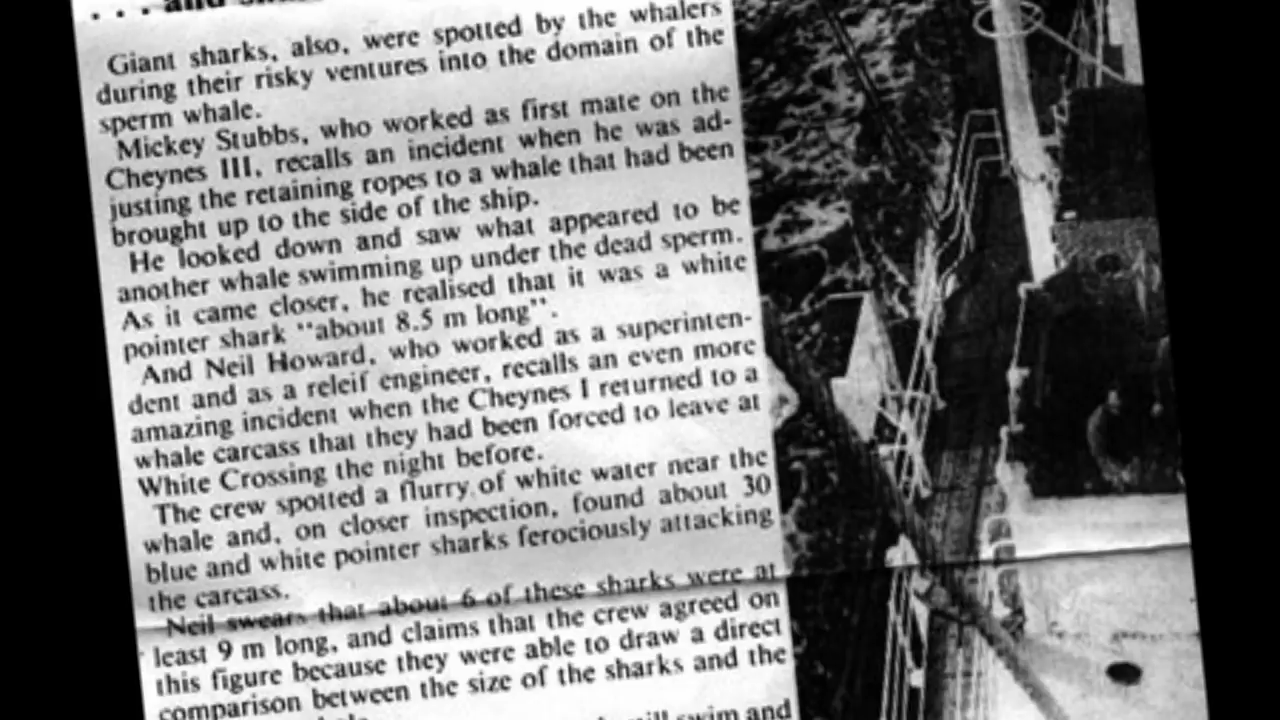 . . . and
Giant sharks, also, were spotted by the whalers
during their risky ventures into the domain of the
sperm whale.
Mickey Stubbs, who worked as first mate on the
Cheynes III, recalls an incident when he was ad-
justing the retaining ropes to a whale that had been
brought up to the side of the ship.
He looked down and saw what appeared to be
another whale swimming up under the dead sperm.
As it came closer, he realised that it was a white
pointer shark "about 8.5 m long".
And Neil Howard, who worked as a superinten-
dent and as a releif engineer, recalls an even more
amazing incident when the Cheynes I returned to a
whale carcass that they had been forced to leave at
White Crossing the night before.
The crew spotted a flurry of white water near the
whale and, on closer inspection, found about 30
blue and white pointer sharks ferociously attacking
the carcass.
Neil swears that about 6 of these sharks were at
least 9 m long, and claims that the crew agreed on
this figure because they were able to draw a direct
comparison between the size of the sharks and the
swim and